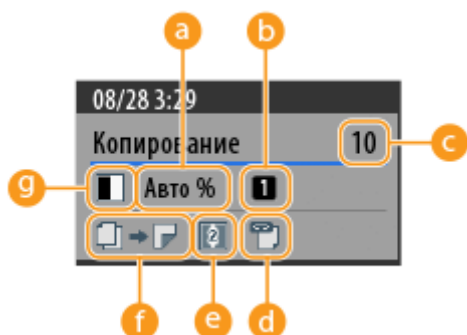 a b
08/28 3:29
Копирование 10 c
g Авто % 1
2
f e d